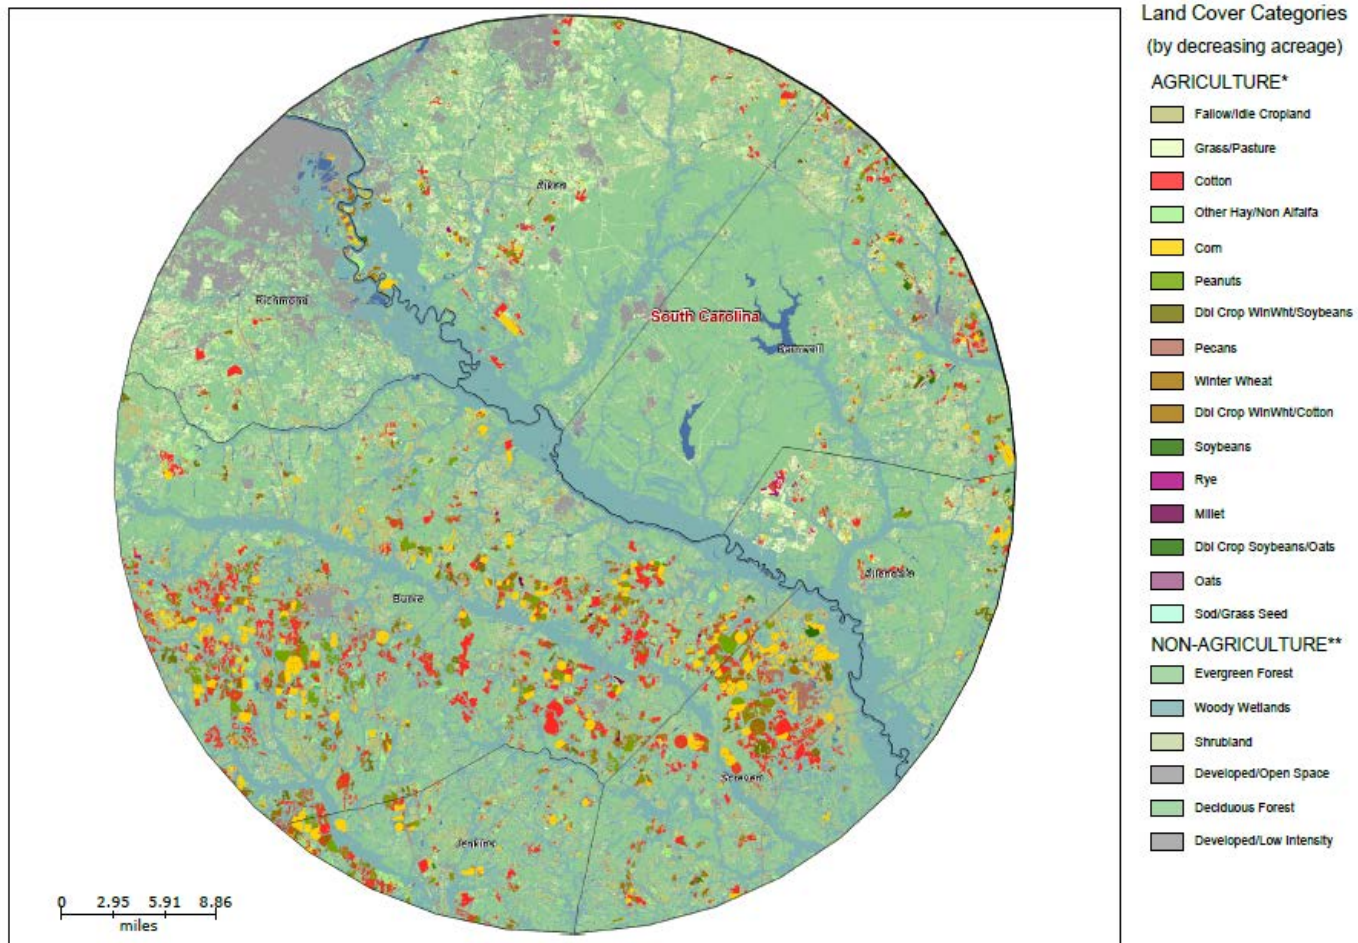 Land Cover Categories
(by decreasing acreage)
AGRICULTURE*
Fallow/Idle Cropland
Grass/Pasture
Cotton
Other Hay/Non Alfalfa
Corn
Peanuts
Dbl Crop WinWht/Soybeans
Pecans
Winter Wheat
Dbl Crop WinWht/Cotton
Soybeans
Rye
Millet
Dbl Crop Soybeans/Oats
Oats
Sod/Grass Seed
NON-AGRICULTURE**
Evergreen Forest
Woody Wetlands
Shrubland
Developed/Open Space
Deciduous Forest
Developed/Low Intensity
Aiken
Richmond
South Carolina
Barnwell
Allendale
Burke
Screven
Jenkins
0 2.95 5.91 8.86
miles